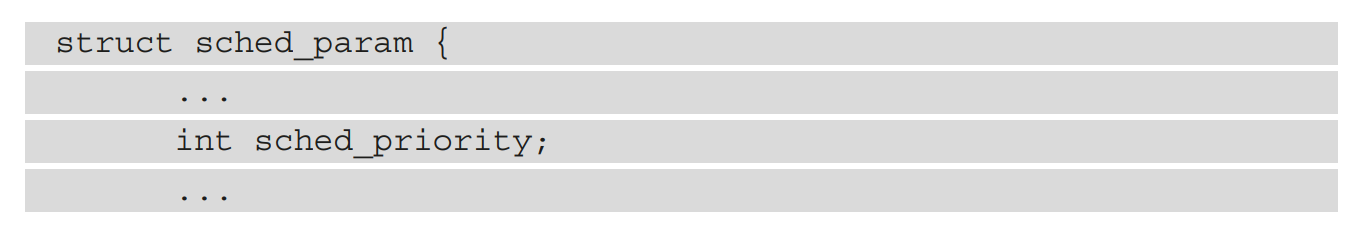 struct sched_param {
...
int sched_priority;
...